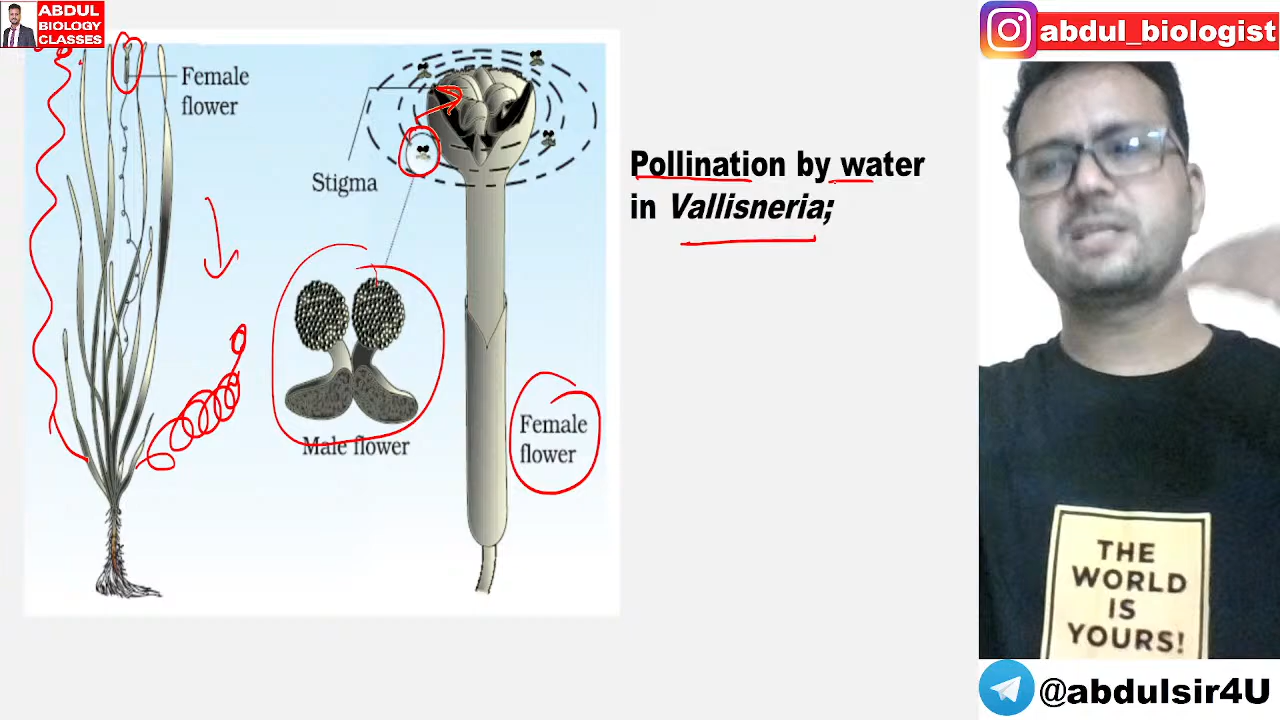 ABDUL
BIOLOGY
CLASSES
abdul_biologist
Female
flower
Stigma
Pollination by water
in Vallisneria;
Male flower
Female
flower
THE
WORLD
IS
YOURS!
@abdulsir4U